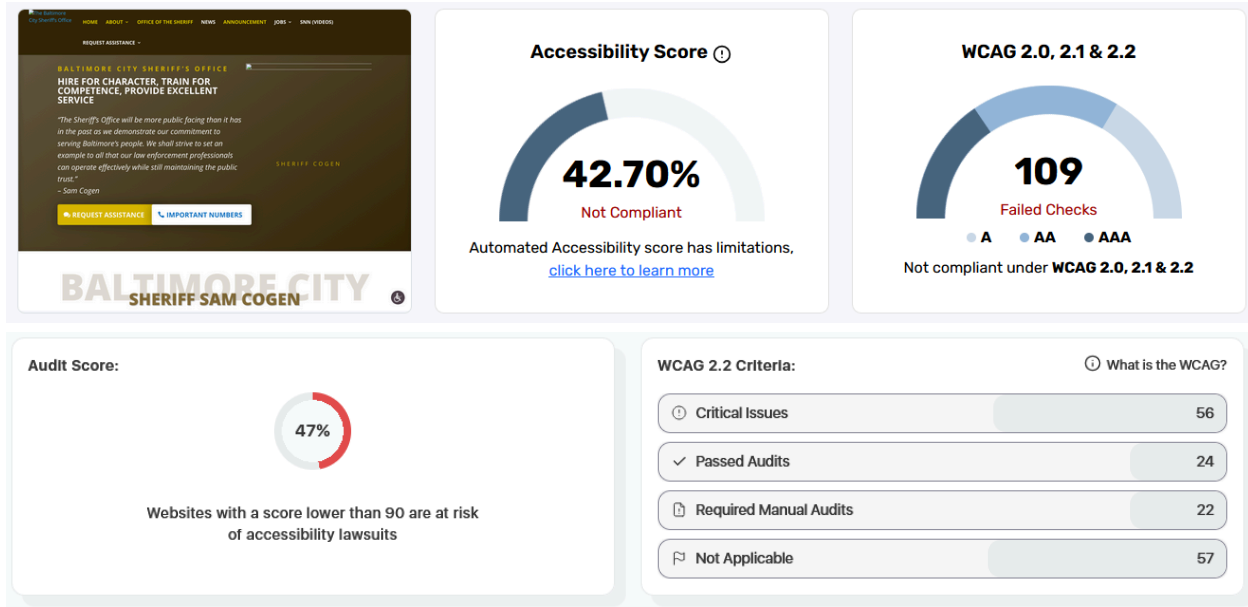 The Baltimore
City Sheriff's Office
HOME ABOUT OFFICE OF THE SHERIFF NEWS ANNOUNCEMENT JOBS SNN (VIDEOS)
REQUEST ASSISTANCE
BALTIMORE CITY SHERIFF'S OFFICE
HIRE FOR CHARACTER, TRAIN FOR
COMPETENCE, PROVIDE EXCELLENT
SERVICE
"The Sheriff's Office will be more public facing than it has
in the past as we demonstrate our commitment to
serving Baltimore's people. We shall strive to set an
example to all that our law enforcement professionals
can operate effectively while still maintaining the public
trust."
– Sam Cogen
SHERIFF COGEN
REQUEST ASSISTANCE IMPORTANT NUMBERS
BALTIMORE CITY
SHERIFF SAM COGEN
Accessibility Score
42.70%
Not Compliant
Automated Accessibility score has limitations,
click here to learn more
WCAG 2.0, 2.1 & 2.2
109
Failed Checks
A AA AAA
Not compliant under WCAG 2.0, 2.1 & 2.2
Audit Score:
47%
Websites with a score lower than 90 are at risk
of accessibility lawsuits
WCAG 2.2 Criteria:
What is the WCAG?
Critical Issues 56
Passed Audits 24
Required Manual Audits 22
Not Applicable 57